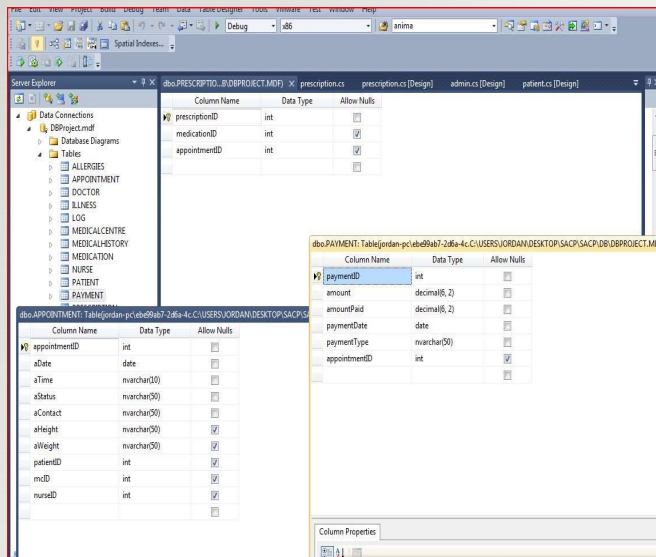 File Edit View Project Build Debug Team Data Table Designer Tools VMware Test Window Help
Debug x86 anima
Spatial Indexes...
Server Explorer
Data Connections
DBProject.mdf
Database Diagrams
Tables
ALLERGIES
APPOINTMENT
DOCTOR
ILLNESS
LOG
MEDICALCENTRE
MEDICALHISTORY
MEDICATION
NURSE
PATIENT
PAYMENT
dbo.PRESCRIPTIO...B\DBPROJECT.MDF) prescription.cs prescription.cs [Design] admin.cs [Design] patient.cs [Design]
Column Name Data Type Allow Nulls
prescriptionID int
medicationID int
appointmentID int
dbo.PAYMENT: Table(jordan-pc\ebe99ab7-2d6a-4c.C:\USERS\JORDAN\DESKTOP\SACP\SACP\DB\DBPROJECT.M
Column Name Data Type Allow Nulls
paymentID int
amount decimal(6, 2)
amountPaid decimal(6, 2)
paymentDate date
paymentType nvarchar(50)
appointmentID int
Column Properties
dbo.APPOINTMENT: Table(jordan-pc\ebe99ab7-2d6a-4c.C:\USERS\JORDAN\DESKTOP\SACP\SA
Column Name Data Type Allow Nulls
appointmentID int
aDate date
aTime nvarchar(10)
aStatus nvarchar(50)
aContact nvarchar(50)
aHeight nvarchar(50)
aWeight nvarchar(50)
patientID int
mcID int
nurseID int